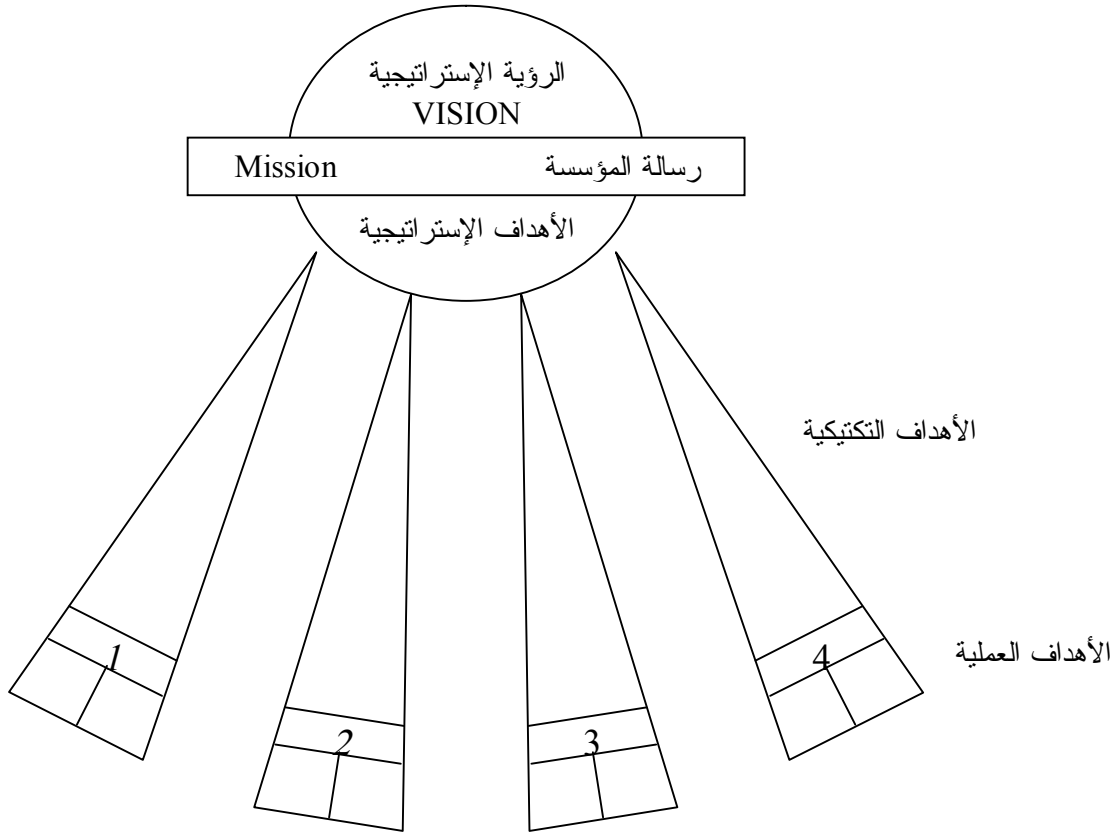 الرؤية الإستراتيجية
VISION
رسالة المؤسسة Mission
الأهداف الإستراتيجية
الأهداف التكتيكية
الأهداف العملية
1
4
2
3